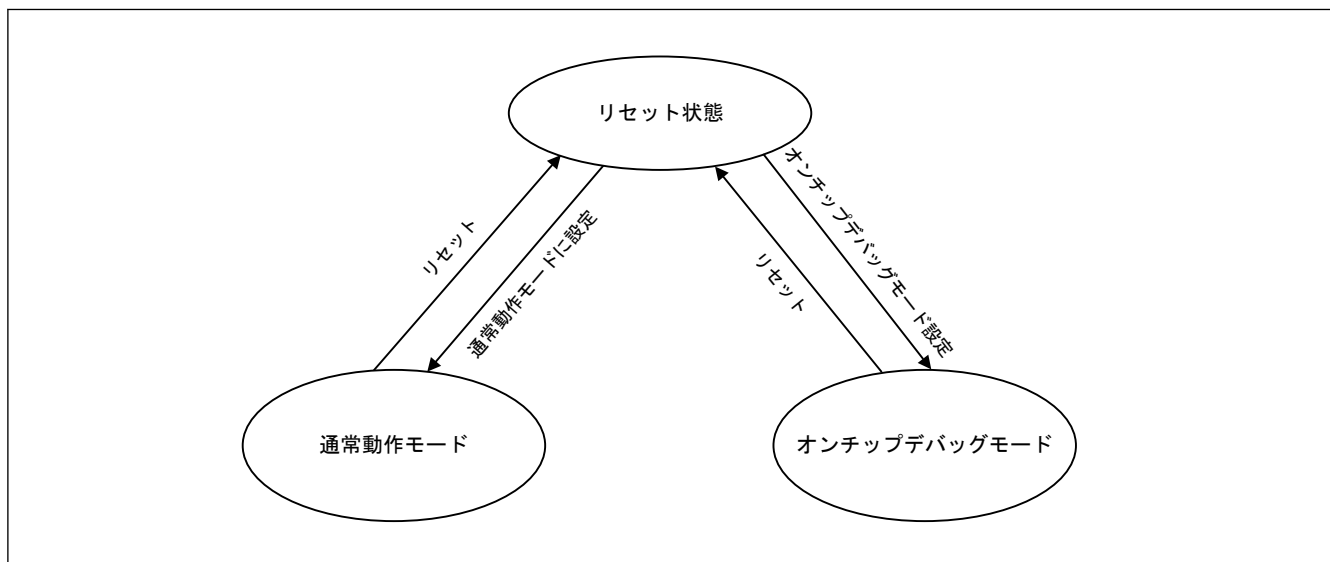 リセット状態
リセット
通常動作モードに設定
リセット
オンチップデバッグモード設定
通常動作モード
オンチップデバッグモード